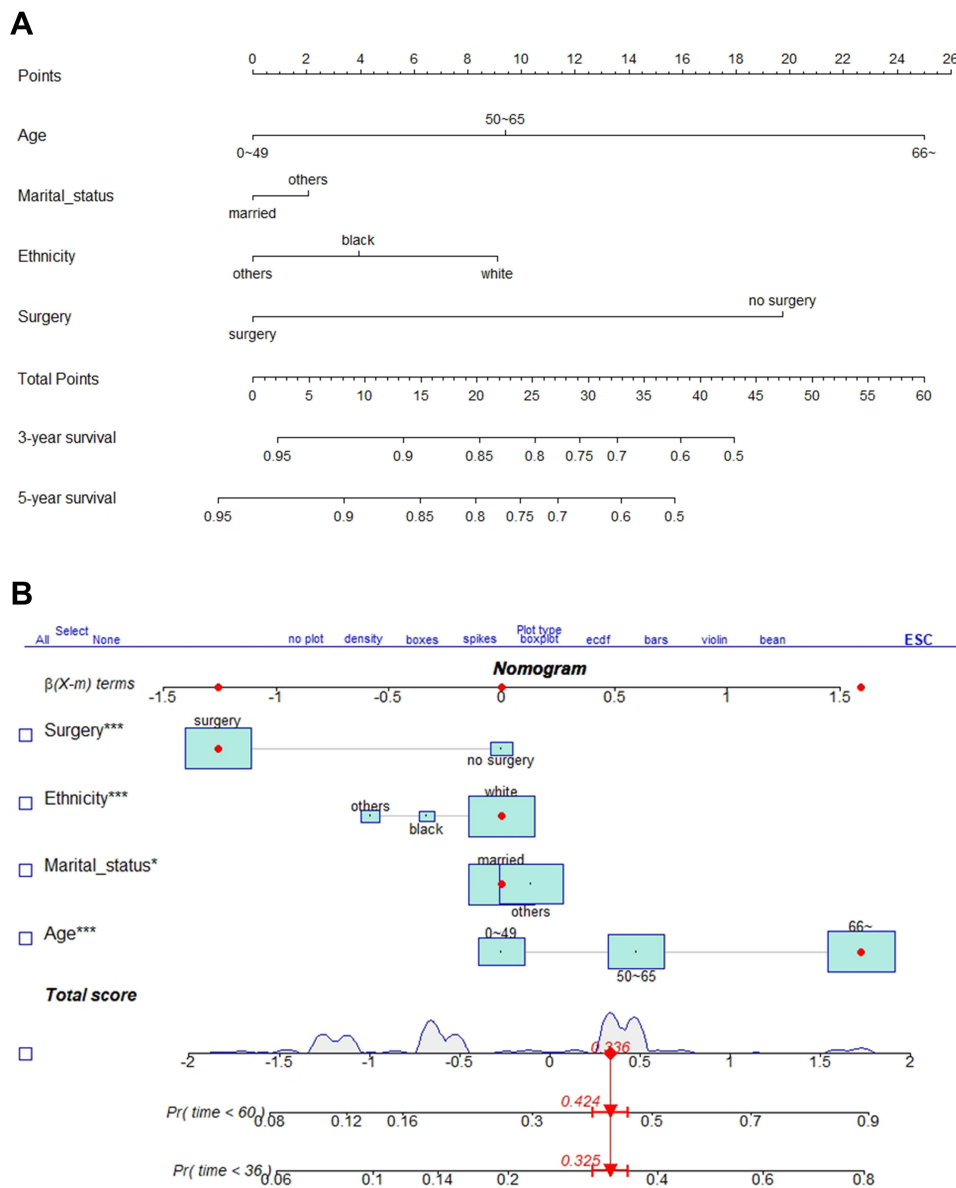 A
Points 0 2 4 6 8 10 12 14 16 18 20 22 24 26
50~65
Age
0~49 66~
others
Marital_status
married
black
Ethnicity
others white
no surgery
Surgery
surgery
Total Points
0 5 10 15 20 25 30 35 40 45 50 55 60
3-year survival
0.95 0.9 0.85 0.8 0.75 0.7 0.6 0.5
5-year survival
0.95 0.9 0.85 0.8 0.75 0.7 0.6 0.5
B
All Select None no plot density boxes spikes Plot type boxplot ecdf bars violin bean ESC
Nomogram
β(X-m) terms -1.5 -1 -0.5 0 0.5 1 1.5
surgery
Surgery***
no surgery
Ethnicity***
others white
black
Marital_status*
married
others
Age***
0~49 66~
50~65
Total score
0.336
-2 -1.5 -1 -0.5 0 0.5 1 1.5 2
0.424
Pr( time < 60 )
0.08 0.12 0.16 0.3 0.5 0.7 0.9
0.325
Pr( time < 36 )
0.06 0.1 0.14 0.2 0.4 0.6 0.8